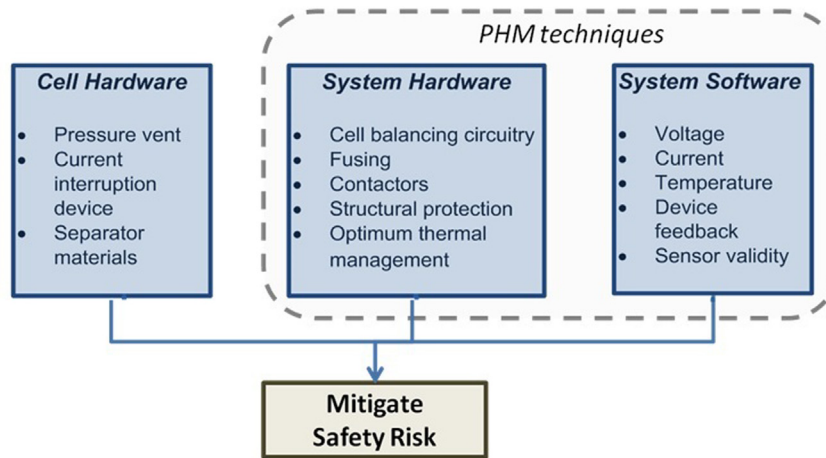 PHM techniques
Cell Hardware
• Pressure vent
• Current
interruption
device
• Separator
materials
System Hardware
• Cell balancing circuitry
• Fusing
• Contactors
• Structural protection
• Optimum thermal
management
System Software
• Voltage
• Current
• Temperature
• Device
feedback
• Sensor validity
Mitigate
Safety Risk